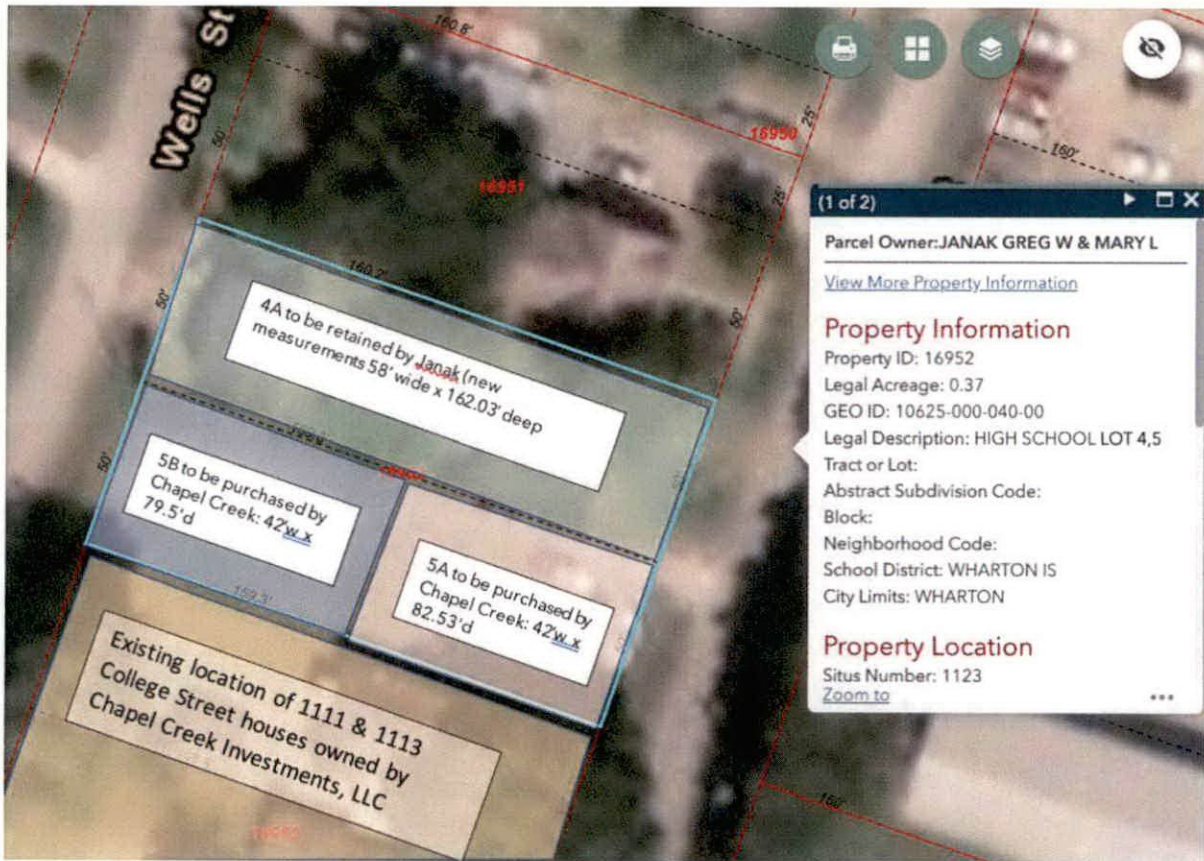 Wells St
160.8'
50'
25'
16950
160'
16951
25'
50'
160.2'
50'
4A to be retained by Janak (new
measurements 58' wide x 162.03' deep
50'
5B to be purchased by
Chapel Creek: 42'w x
79.5'd
159.3'
5A to be purchased by
Chapel Creek: 42'w x
82.53'd
Existing location of 1111 & 1113
College Street houses owned by
Chapel Creek Investments, LLC
160'
(1 of 2)
Parcel Owner:JANAK GREG W & MARY L
View More Property Information
Property Information
Property ID: 16952
Legal Acreage: 0.37
GEO ID: 10625-000-040-00
Legal Description: HIGH SCHOOL LOT 4,5
Tract or Lot:
Abstract Subdivision Code:
Block:
Neighborhood Code:
School District: WHARTON IS
City Limits: WHARTON
Property Location
Situs Number: 1123
Zoom to